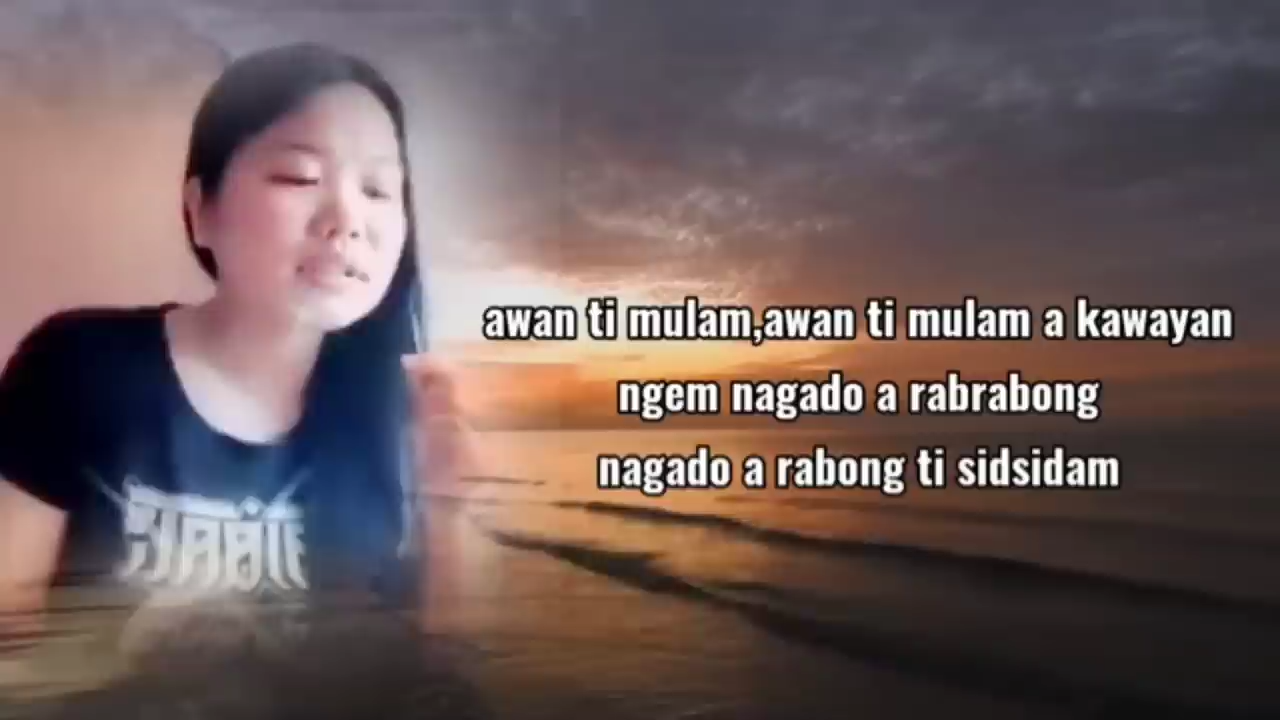 awan ti mulam,awan ti mulam a kawayan
ngem nagado a rabrabong
nagado a rabong ti sidsidam